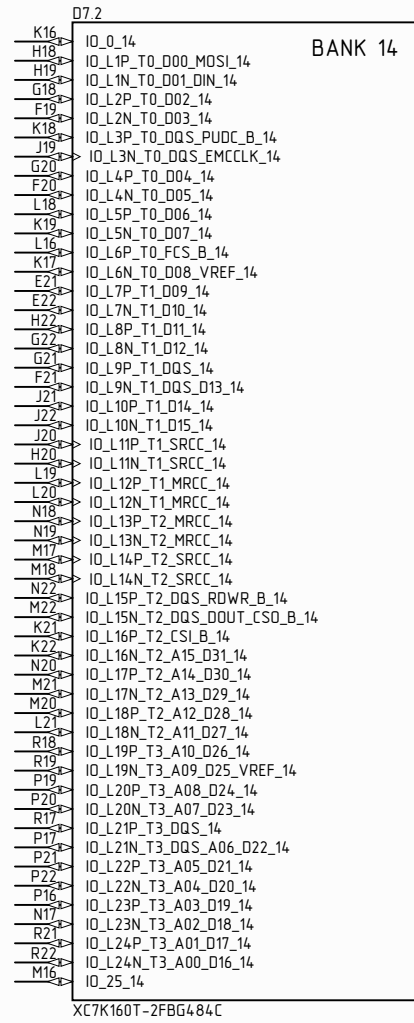 D7.2
BANK 14
K16 IO_0_14
H18 IO_L1P_T0_D00_MOSI_14
H19 IO_L1N_T0_D01_DIN_14
G18 IO_L2P_T0_D02_14
F19 IO_L2N_T0_D03_14
K18 IO_L3P_T0_DQS_PUDC_B_14
J19 IO_L3N_T0_DQS_EMCCLK_14
G20 IO_L4P_T0_D04_14
F20 IO_L4N_T0_D05_14
L18 IO_L5P_T0_D06_14
K19 IO_L5N_T0_D07_14
L16 IO_L6P_T0_FCS_B_14
K17 IO_L6N_T0_D08_VREF_14
E21 IO_L7P_T1_D09_14
E22 IO_L7N_T1_D10_14
H22 IO_L8P_T1_D11_14
G22 IO_L8N_T1_D12_14
G21 IO_L9P_T1_DQS_14
F21 IO_L9N_T1_DQS_D13_14
J21 IO_L10P_T1_D14_14
J22 IO_L10N_T1_D15_14
J20 IO_L11P_T1_SRCC_14
H20 IO_L11N_T1_SRCC_14
L19 IO_L12P_T1_MRCC_14
L20 IO_L12N_T1_MRCC_14
N18 IO_L13P_T2_MRCC_14
N19 IO_L13N_T2_MRCC_14
M17 IO_L14P_T2_SRCC_14
M18 IO_L14N_T2_SRCC_14
N22 IO_L15P_T2_DQS_RDWR_B_14
M22 IO_L15N_T2_DQS_DOUT_CSO_B_14
K21 IO_L16P_T2_CSI_B_14
K22 IO_L16N_T2_A15_D31_14
N20 IO_L17P_T2_A14_D30_14
M21 IO_L17N_T2_A13_D29_14
M20 IO_L18P_T2_A12_D28_14
L21 IO_L18N_T2_A11_D27_14
R18 IO_L19P_T3_A10_D26_14
R19 IO_L19N_T3_A09_D25_VREF_14
P19 IO_L20P_T3_A08_D24_14
P20 IO_L20N_T3_A07_D23_14
R17 IO_L21P_T3_DQS_14
P17 IO_L21N_T3_DQS_A06_D22_14
P21 IO_L22P_T3_A05_D21_14
P22 IO_L22N_T3_A04_D20_14
P16 IO_L23P_T3_A03_D19_14
N17 IO_L23N_T3_A02_D18_14
R21 IO_L24P_T3_A01_D17_14
R22 IO_L24N_T3_A00_D16_14
M16 IO_25_14
XC7K160T-2FBG484C